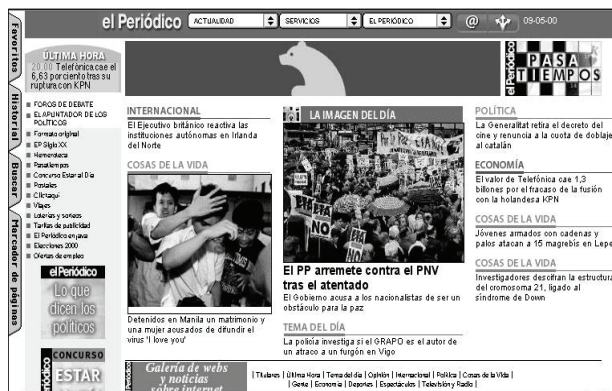 el Periódico ACTUALIDAD SERVICIOS EL PERIÓDICO @ 09-05-00
Favoritos
Historial
Buscar
Marcador de páginas
ÚLTIMA HORA
20.00 Telefónica cae el
6,63 por ciento tras su
ruptura con KPN
FOROS DE DEBATE
EL APUNTADOR DE LOS
POLÍTICOS
Formato original
EP Siglo XX
Hemeroteca
Pasatiempos
Concurso Estar al Día
Postales
Clictaquí
Viajes
Loterías y sorteos
Tarifas de publicidad
El Periódico en java
Elecciones 2000
Ofertas de empleo
el Periódico
Lo que
dicen los
políticos
CONCURSO
ESTAR
el Periódico
PASA
TIEMPOS
INTERNACIONAL
El Ejecutivo británico reactiva las
instituciones autónomas en Irlanda
del Norte
COSAS DE LA VIDA
Detenidos en Manila un matrimonio y
una mujer acusados de difundir el
virus 'I love you'
LA IMAGEN DEL DÍA
HB
ETA
NO
El PP arremete contra el PNV
tras el atentado
El Gobierno acusa a los nacionalistas de ser un
obstáculo para la paz
TEMA DEL DÍA
La policía investiga si el GRAPO es el autor de
un atraco a un furgón en Vigo
POLÍTICA
La Generalitat retira el decreto del
cine y renuncia a la cuota de doblaje
al catalán
ECONOMÍA
El valor de Telefónica cae 1,3
billones por el fracaso de la fusión
con la holandesa KPN
COSAS DE LA VIDA
Jóvenes armados con cadenas y
palos atacan a 15 magrebís en Lepe
COSAS DE LA VIDA
Investigadores descifran la estructura
del cromosoma 21, ligado al
síndrome de Down
Galería de webs
y noticias
sobre internet
| Titulares | Última Hora | Tema del día | Opinión | Internacional | Política | Cosas de la Vida |
| Gente | Economía | Deportes | Espectáculos | Televisión y Radio |